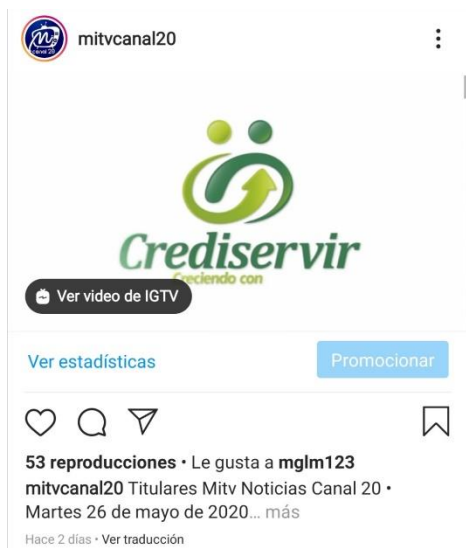 mitvcanal20
Crediservir
Creciendo con
Ver video de IGTV
Ver estadísticas
Promocionar
53 reproducciones • Le gusta a mglm123
mitvcanal20 Titulares Mitv Noticias Canal 20 •
Martes 26 de mayo de 2020… más
Hace 2 días • Ver traducción